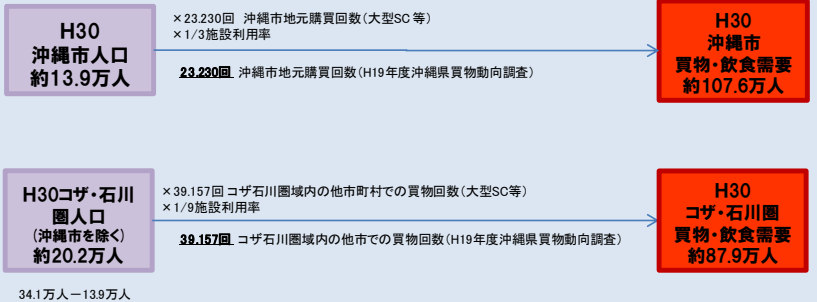 H30
沖縄市人口
約13.9万人
×23.230回 沖縄市地元購買回数(大型SC等)
×1/3施設利用率
23.230回 沖縄市地元購買回数(H19年度沖縄県買物動向調査)
H30
沖縄市
買物・飲食需要
約107.6万人
H30コザ・石川
圏人口
(沖縄市を除く)
約20.2万人
×39.157回コザ石川圏域内の他市町村での買物回数(大型SC等)
×1/9施設利用率
39.157回 コザ石川圏域内の他市での買物回数(H19年度沖縄県買物動向調査)
H30
コザ・石川圏
買物・飲食需要
約87.9万人
34.1万人－13.9万人